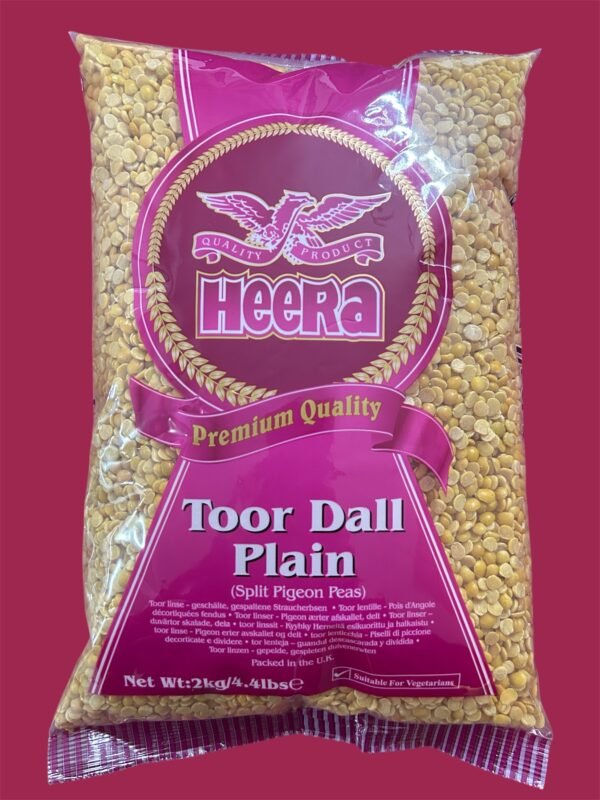 QUALITY PRODUCT
HEERA
Premium Quality
Toor Dall
Plain
(Split Pigeon Peas)
Toor linse - geschälte, gespaltene Straucherbsen • Toor lentille - Pois d'Angole
décortiquées fendus • Toor linser - Pigeon ærter afskallet, delt • Toor linser –
duvärtor skalade, dela • toor linssit - Kyyhky Herneitä esikuorittu ja halkaistu •
toor linse - Pigeon erter avskallet og delt • toor lenticchia - Piselli di piccione
decorticate e dividere • tor lenteja - guandul descascarada y dividida •
Toor linzen - gepelde, gespleten duivenerwten
Packed in the U.K.
Net Wt:2kg/4.4lbs℮
Suitable For Vegetarians